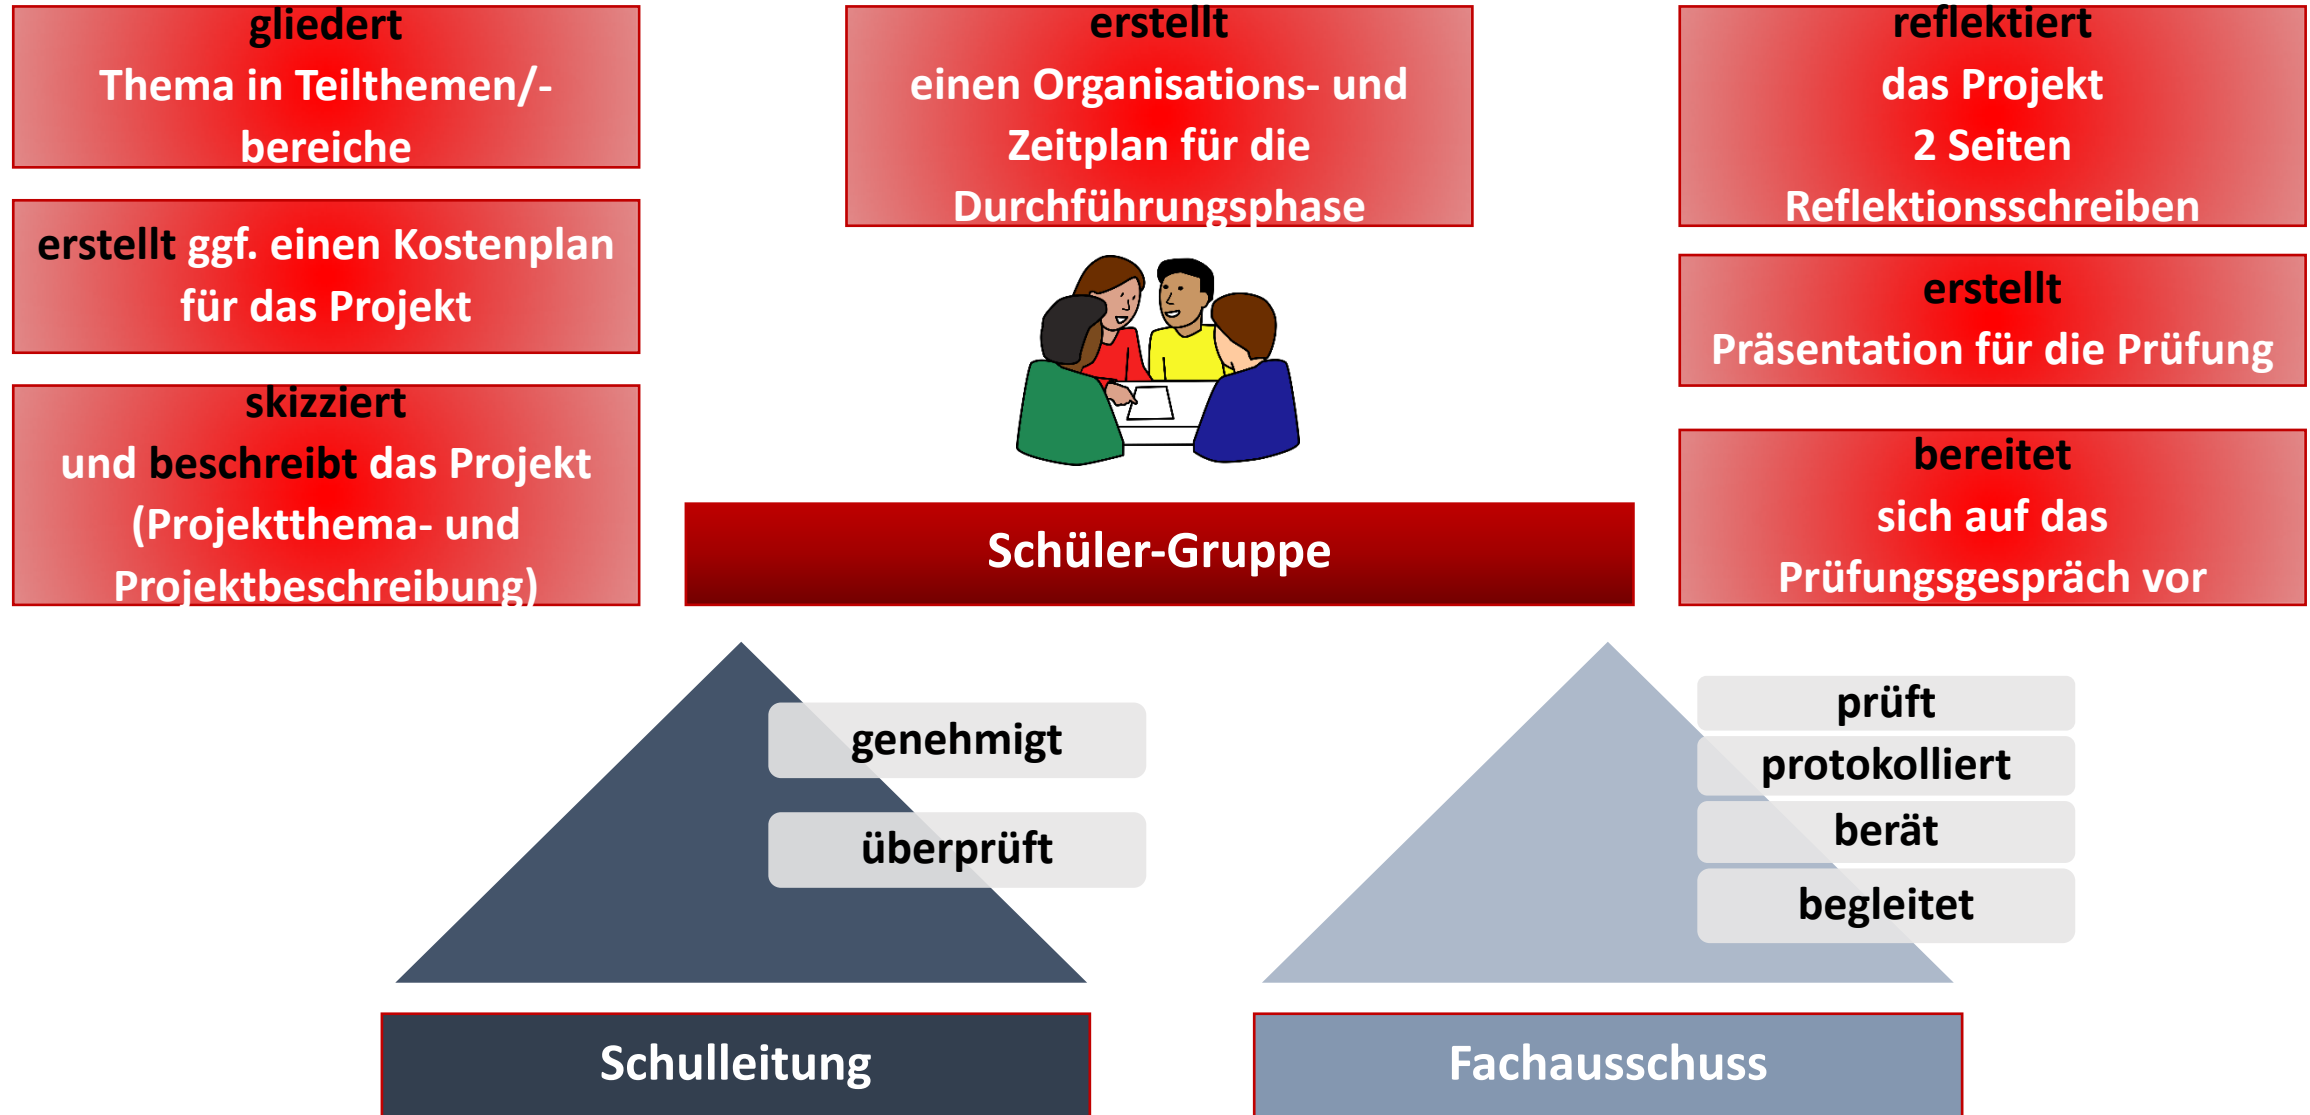 gliedert
Thema in Teilthemen/-
bereiche
erstellt ggf. einen Kostenplan
für das Projekt
skizziert
und beschreibt das Projekt
(Projektthema- und
Projektbeschreibung)
erstellt
einen Organisations- und
Zeitplan für die
Durchführungsphase
reflektiert
das Projekt
2 Seiten
Reflektionsschreiben
erstellt
Präsentation für die Prüfung
bereitet
sich auf das
Prüfungsgespräch vor
Schüler-Gruppe
genehmigt
überprüft
Schulleitung
prüft
protokolliert
berät
begleitet
Fachausschuss